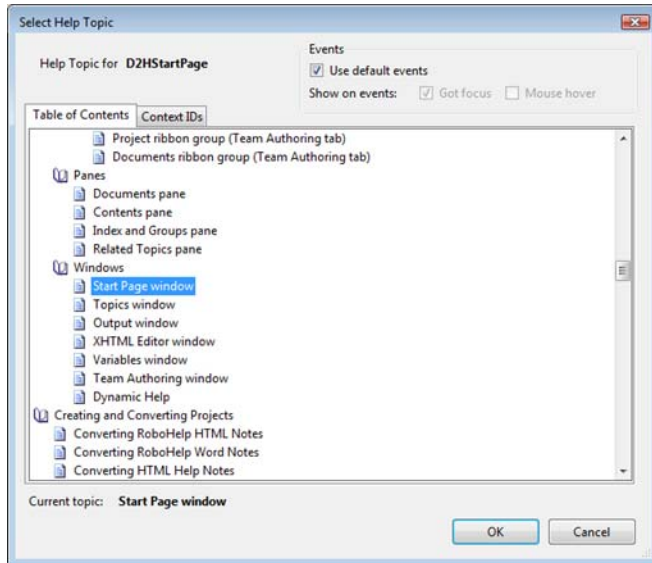 Select Help Topic
Help Topic for D2HStartPage
Events
Use default events
Show on events: Got focus Mouse hover
Table of Contents Context IDs
Project ribbon group (Team Authoring tab)
Documents ribbon group (Team Authoring tab)
Panes
Documents pane
Contents pane
Index and Groups pane
Related Topics pane
Windows
Start Page window
Topics window
Output window
XHTML Editor window
Variables window
Team Authoring window
Dynamic Help
Creating and Converting Projects
Converting RoboHelp HTML Notes
Converting RoboHelp Word Notes
Converting HTML Help Notes
Current topic: Start Page window
OK Cancel